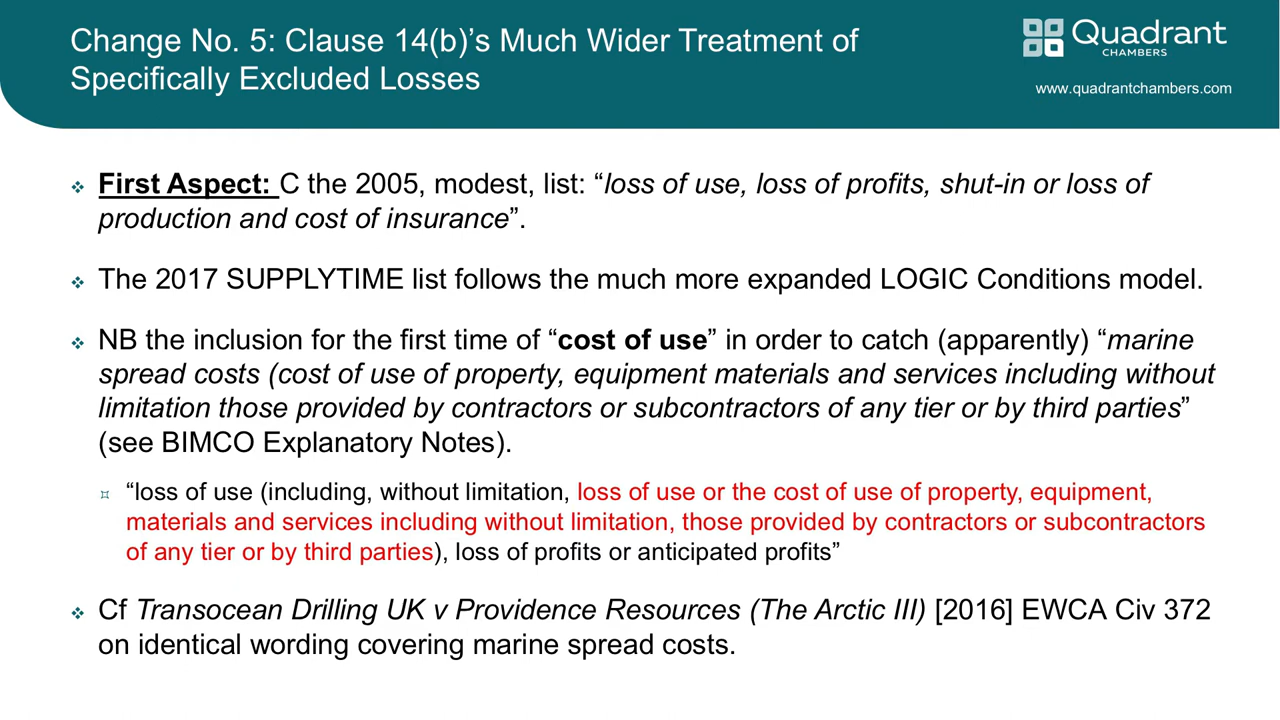 Change No. 5: Clause 14(b)’s Much Wider Treatment of
Specifically Excluded Losses
Quadrant
CHAMBERS
www.quadrantchambers.com
First Aspect: C the 2005, modest, list: “loss of use, loss of profits, shut-in or loss of
production and cost of insurance”.
The 2017 SUPPLYTIME list follows the much more expanded LOGIC Conditions model.
NB the inclusion for the first time of “cost of use” in order to catch (apparently) “marine
spread costs (cost of use of property, equipment materials and services including without
limitation those provided by contractors or subcontractors of any tier or by third parties”
(see BIMCO Explanatory Notes).
“loss of use (including, without limitation, loss of use or the cost of use of property, equipment,
materials and services including without limitation, those provided by contractors or subcontractors
of any tier or by third parties), loss of profits or anticipated profits”
Cf Transocean Drilling UK v Providence Resources (The Arctic III) [2016] EWCA Civ 372
on identical wording covering marine spread costs.